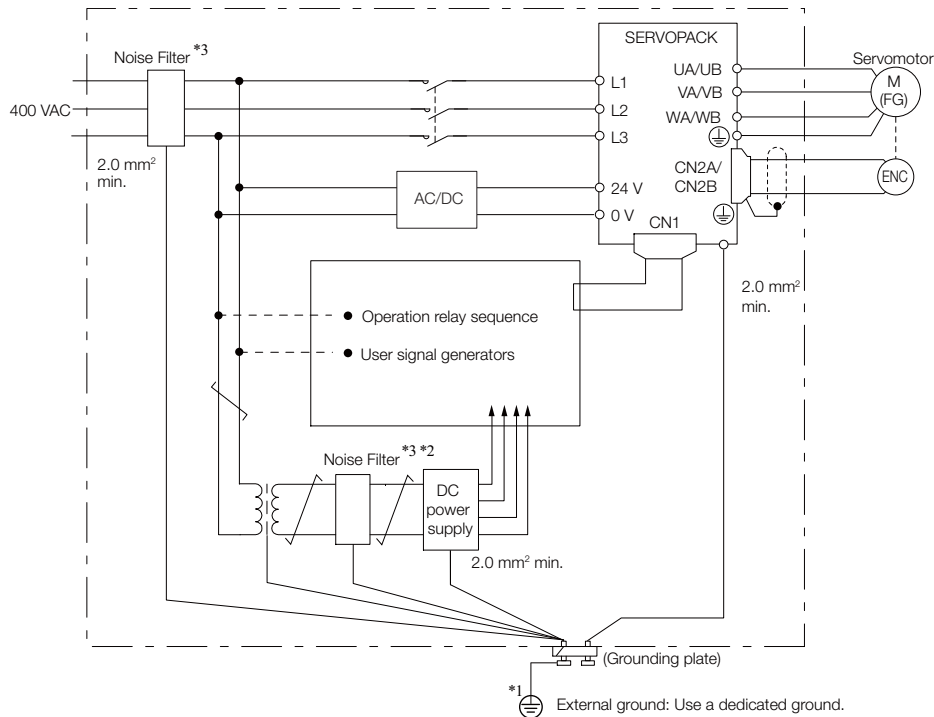 SERVOPACK
Noise Filter *3
Servomotor
UA/UB
M
(FG)
L1
VA/VB
400 VAC
L2
WA/WB
L3
2.0 mm²
min.
CN2A/
CN2B
ENC
AC/DC
24 V
0 V
CN1
2.0 mm²
min.
Operation relay sequence
User signal generators
Noise Filter *3 *2
DC
power
supply
2.0 mm² min.
(Grounding plate)
*1
External ground: Use a dedicated ground.